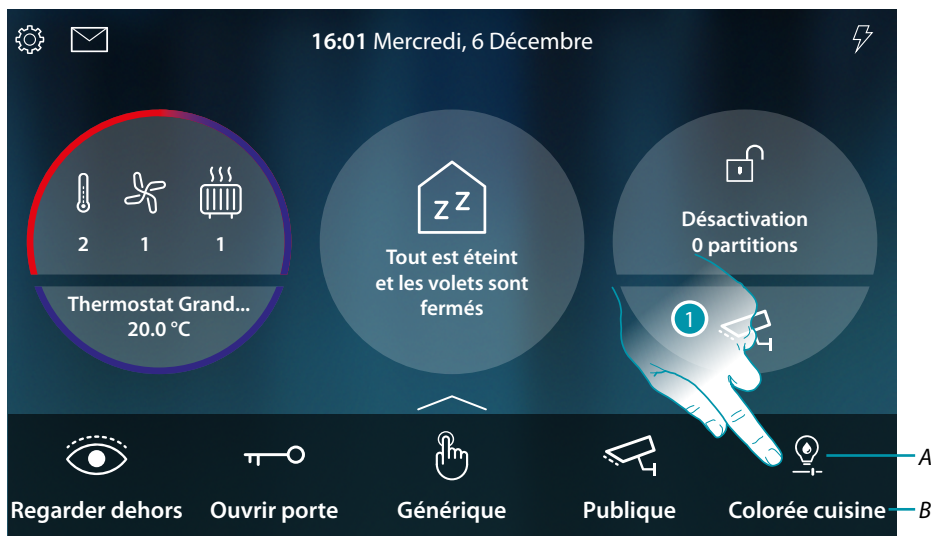 16:01 Mercredi, 6 Décembre
2 1 1
Thermostat Grand...
20.0 °C
z Z
Tout est éteint
et les volets sont
fermés
Désactivation
0 partitions
1
Regarder dehors
Ouvrir porte
Générique
Publique
Colorée cuisine
A
B